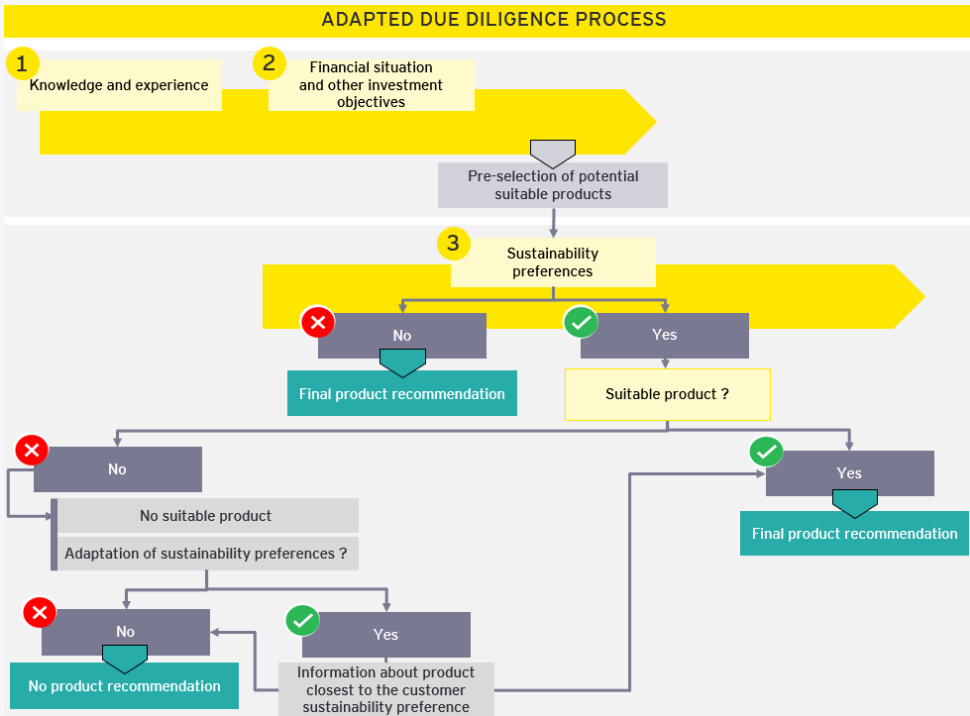 ADAPTED DUE DILIGENCE PROCESS
1
Knowledge and experience
2
Financial situation
and other investment
objectives
Pre-selection of potential
suitable products
3
Sustainability
preferences
No
Yes
Final product recommendation
Suitable product ?
No
Yes
No suitable product
Final product recommendation
Adaptation of sustainability preferences ?
No
Yes
No product recommendation
Information about product
closest to the customer
sustainability preference